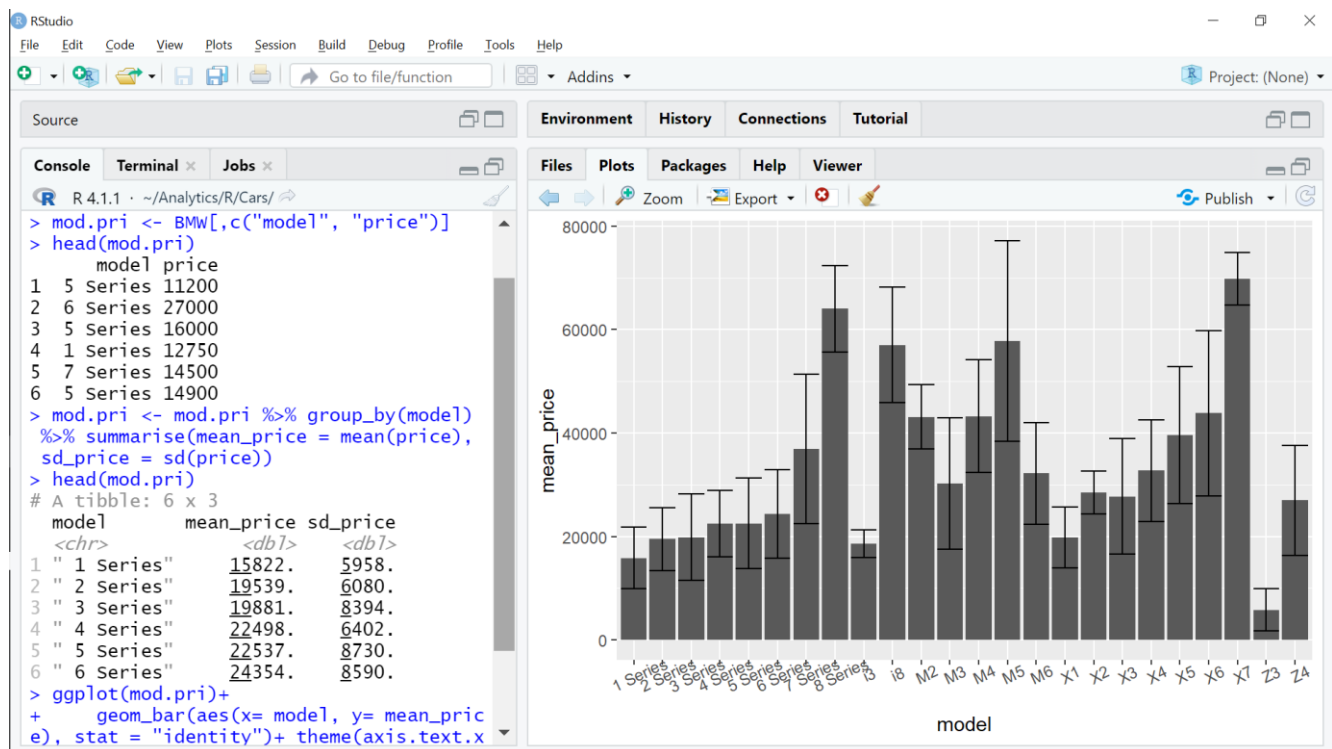 RStudio
File Edit Code View Plots Session Build Debug Profile Tools Help
Go to file/function Addins Project: (None)
Source
Console Terminal Jobs
R 4.1.1 · ~/Analytics/R/Cars/
> mod.pri <- BMW[,c("model", "price")]
> head(mod.pri)
model price
1 5 Series 11200
2 6 Series 27000
3 5 Series 16000
4 1 Series 12750
5 7 Series 14500
6 5 Series 14900
> mod.pri <- mod.pri %>% group_by(model)
%>% summarise(mean_price = mean(price),
sd_price = sd(price))
> head(mod.pri)
# A tibble: 6 x 3
model mean_price sd_price
<chr> <dbl> <dbl>
1 " 1 Series" 15822. 5958.
2 " 2 Series" 19539. 6080.
3 " 3 Series" 19881. 8394.
4 " 4 Series" 22498. 6402.
5 " 5 Series" 22537. 8730.
6 " 6 Series" 24354. 8590.
> ggplot(mod.pri)+
+ geom_bar(aes(x= model, y= mean_pric
e), stat = "identity")+ theme(axis.text.x
Environment History Connections Tutorial
Files Plots Packages Help Viewer
Zoom Export Publish
80000
60000
40000
20000
0
mean_price
1 Series 2 Series 3 Series 4 Series 5 Series 6 Series 7 Series 8 Series i3 i8 M2 M3 M4 M5 M6 X1 X2 X3 X4 X5 X6 X7 Z3 Z4
model